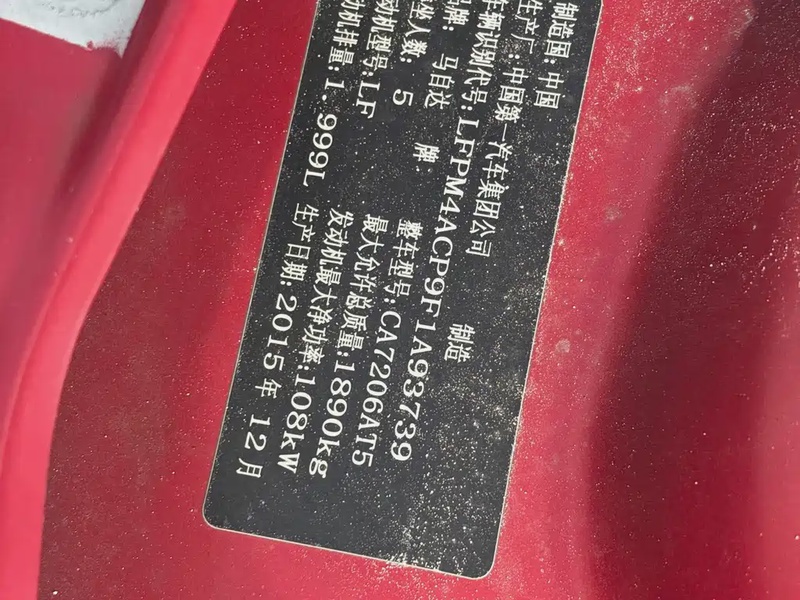 制造国: 中国
生产厂: 中国第一汽车集团公司 制造
车辆识别代号: LFPM4ACP9F1A93739
品牌: 马自达 牌 整车型号: CA7206AT5
乘坐人数: 5 最大允许总质量: 1890kg
发动机型号: LF 发动机最大净功率: 108kW
动机排量: 1.999L 生产日期: 2015年 12月